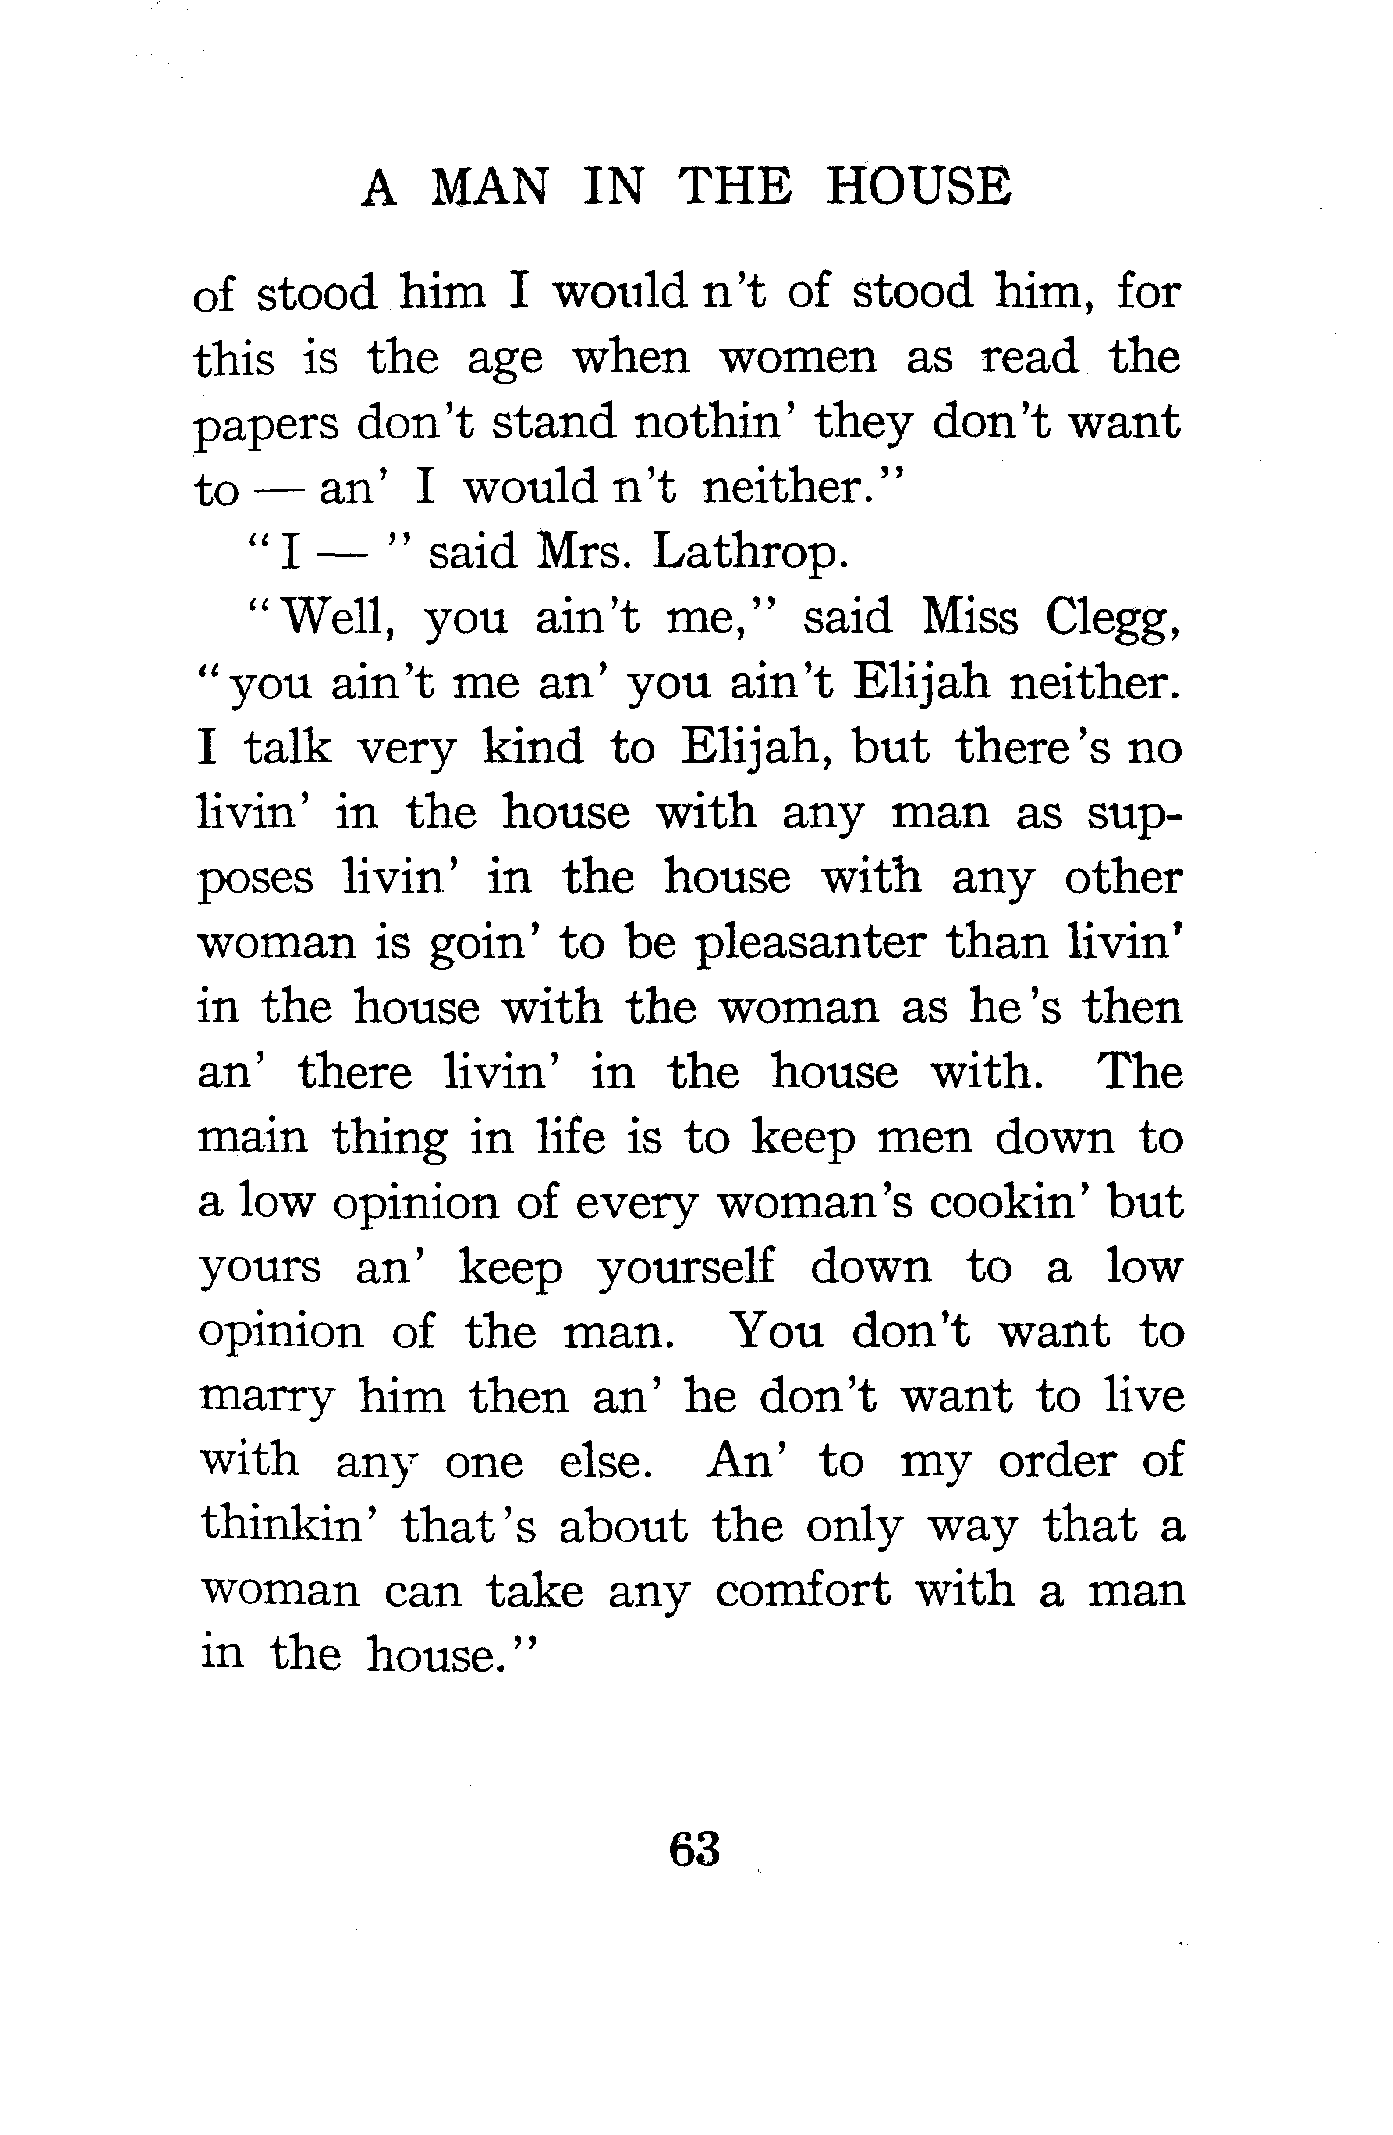 A MAN IN THE HOUSE
of stood him I would n't of stood him, for
this is the age when women as read the
papers don't stand nothin' they don't want
to — an' I would n't neither."
"I — " said Mrs. Lathrop.
"Well, you ain't me," said Miss Clegg,
"you ain't me an' you ain't Elijah neither.
I talk very kind to Elijah, but there's no
livin' in the house with any man as sup-
poses livin' in the house with any other
woman is goin' to be pleasanter than livin'
in the house with the woman as he's then
an' there livin' in the house with. The
main thing in life is to keep men down to
a low opinion of every woman's cookin' but
yours an' keep yourself down to a low
opinion of the man. You don't want to
marry him then an' he don't want to live
with any one else. An' to my order of
thinkin' that's about the only way that a
woman can take any comfort with a man
in the house."
63